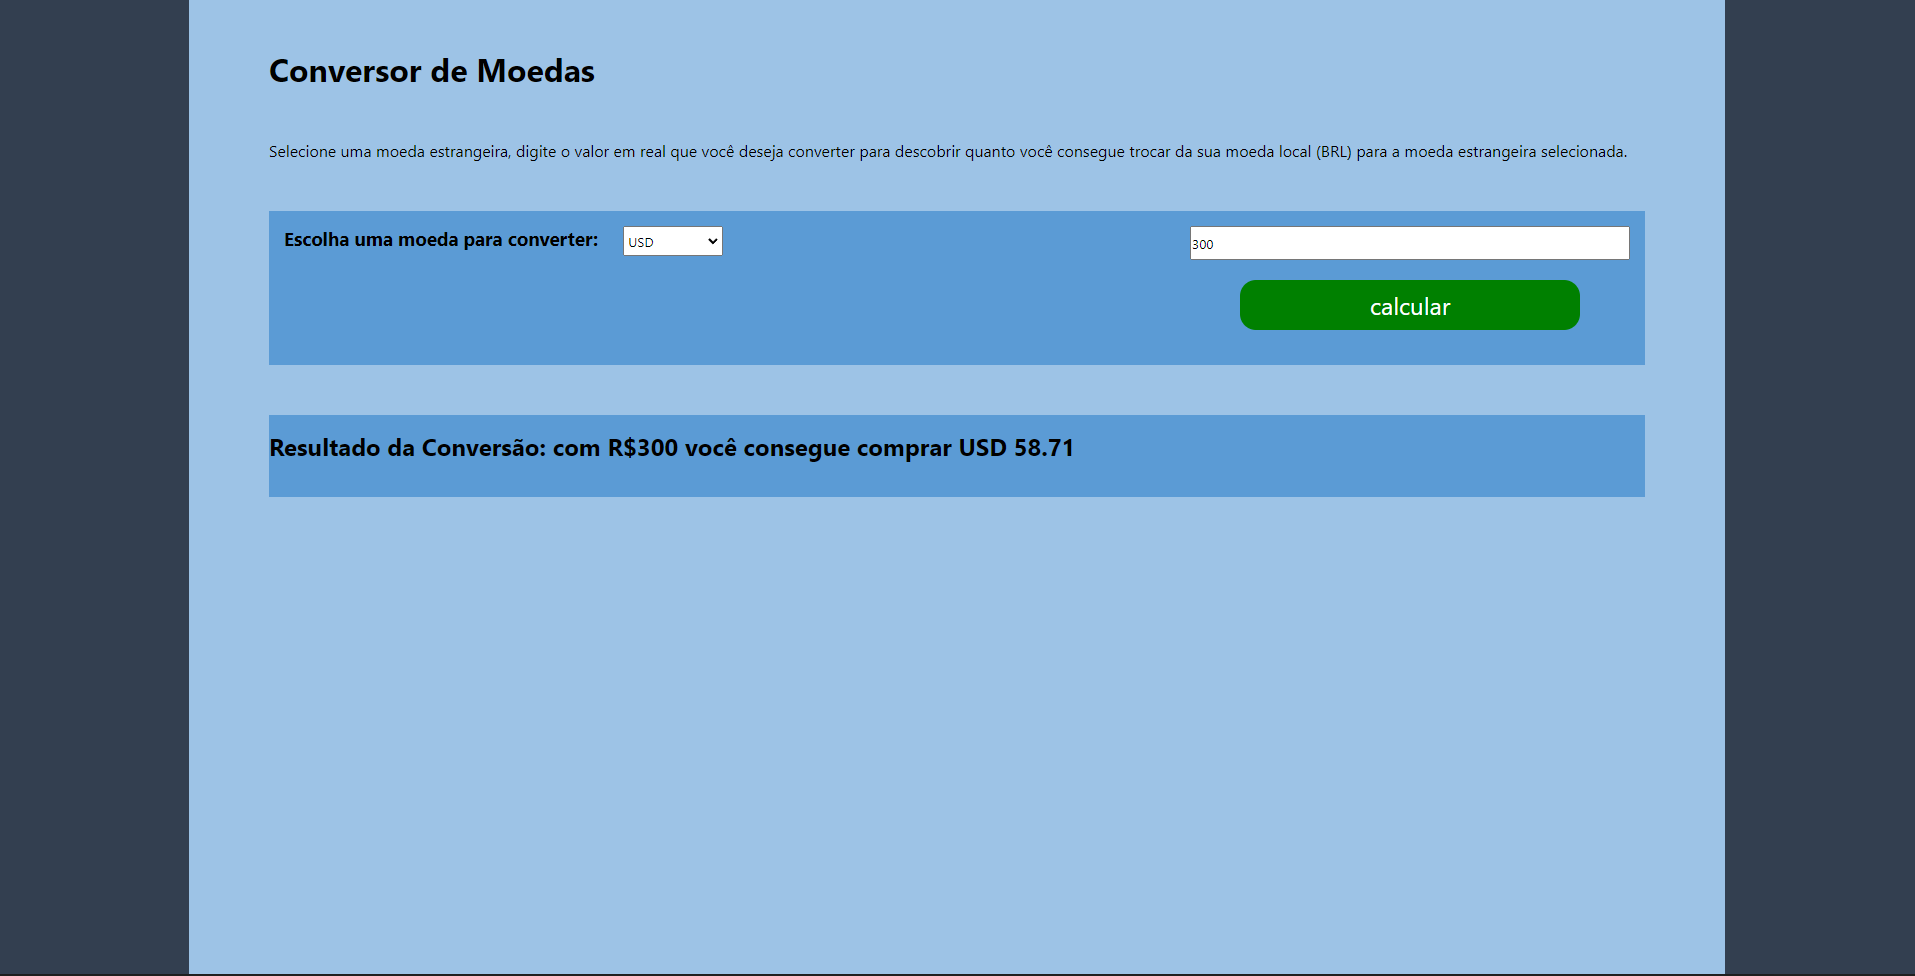 Conversor de Moedas
Selecione uma moeda estrangeira, digite o valor em real que você deseja converter para descobrir quanto você consegue trocar da sua moeda local (BRL) para a moeda estrangeira selecionada.
Escolha uma moeda para converter:
USD
300
calcular
Resultado da Conversão: com R$300 você consegue comprar USD 58.71